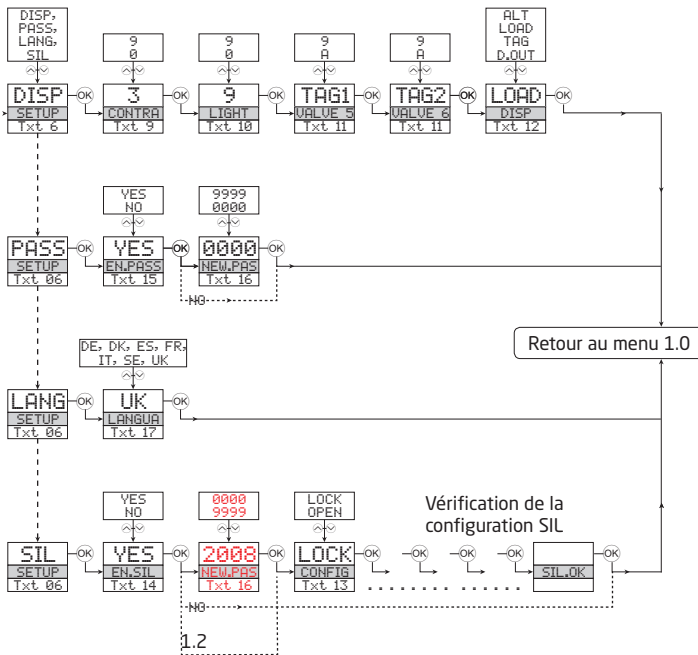 DISP,
PASS,
LANG,
SIL
9
0
9
0
9
A
9
A
ALT
LOAD
TAG
D.OUT
DISP
SETUP
Txt 6
OK
3
CONTRA
Txt 9
OK
9
LIGHT
Txt 10
OK
TAG1
VALVE 5
Txt 11
OK
TAG2
VALVE 6
Txt 11
OK
LOAD
DISP
Txt 12
OK
YES
NO
9999
0000
PASS
SETUP
Txt 06
OK
YES
EN.PASS
Txt 15
OK
0000
NEW.PAS
Txt 16
OK
NO
Retour au menu 1.0
DE, DK, ES, FR,
IT, SE, UK
LANG
SETUP
Txt 06
OK
UK
LANGUA
Txt 17
OK
YES
NO
0000
9999
LOCK
OPEN
Vérification de la
configuration SIL
SIL
SETUP
Txt 06
OK
YES
EN.SIL
Txt 14
OK
2008
NEW.PAS
Txt 16
OK
LOCK
CONFIG
Txt 13
OK
OK
OK
OK
SIL.OK
OK
NO
1.2